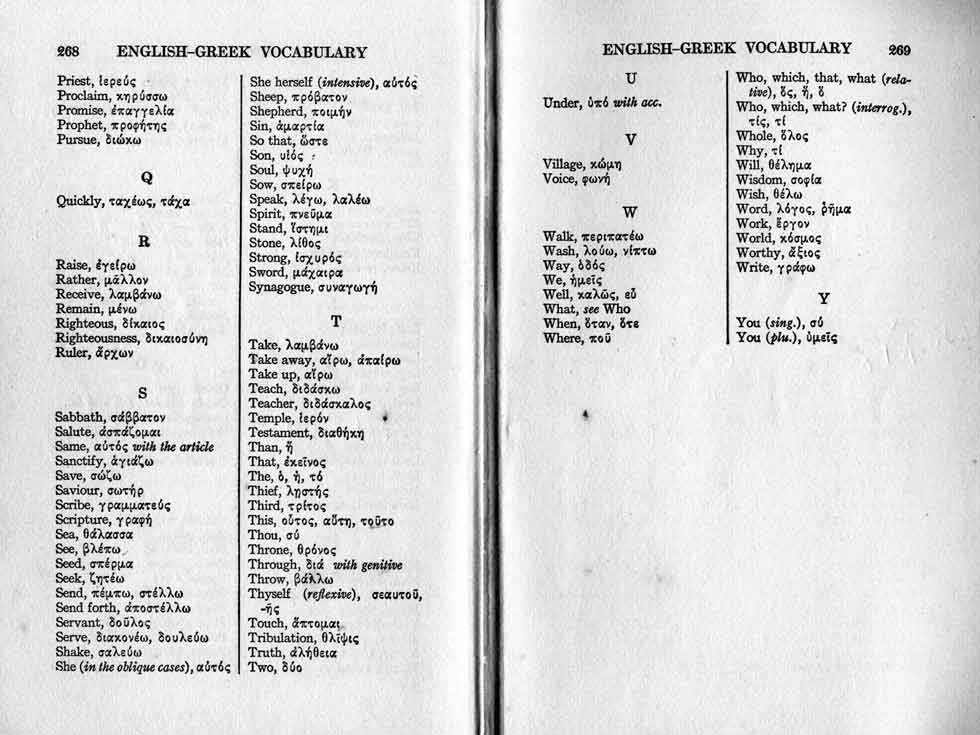 268 ENGLISH–GREEK VOCABULARY
Priest, ἱερεύς
Proclaim, κηρύσσω
Promise, ἐπαγγελία
Prophet, προφήτης
Pursue, διώκω
Q
Quickly, ταχέως, τάχα
R
Raise, ἐγείρω
Rather, μᾶλλον
Receive, λαμβάνω
Remain, μένω
Righteous, δίκαιος
Righteousness, δικαιοσύνη
Ruler, ἄρχων
S
Sabbath, σάββατον
Salute, ἀσπάζομαι
Same, αὐτός with the article
Sanctify, ἁγιάζω
Save, σώζω
Saviour, σωτήρ
Scribe, γραμματεύς
Scripture, γραφή
Sea, θάλασσα
See, βλέπω
Seed, σπέρμα
Seek, ζητέω
Send, πέμπω, στέλλω
Send forth, ἀποστέλλω
Servant, δοῦλος
Serve, διακονέω, δουλεύω
Shake, σαλεύω
She (in the oblique cases), αὐτός
She herself (intensive), αὐτός
Sheep, πρόβατον
Shepherd, ποιμήν
Sin, ἁμαρτία
So that, ὥστε
Son, υἱός
Soul, ψυχή
Sow, σπείρω
Speak, λέγω, λαλέω
Spirit, πνεῦμα
Stand, ἵστημι
Stone, λίθος
Strong, ἰσχυρός
Sword, μάχαιρα
Synagogue, συναγωγή
T
Take, λαμβάνω
Take away, αἴρω, ἀπαίρω
Take up, αἴρω
Teach, διδάσκω
Teacher, διδάσκαλος
Temple, ἱερόν
Testament, διαθήκη
Than, ἤ
That, ἐκεῖνος
The, ὁ, ἡ, τό
Thief, λῃστής
Third, τρίτος
This, οὗτος, αὕτη, τοῦτο
Thou, σύ
Throne, θρόνος
Through, διά with genitive
Throw, βάλλω
Thyself (reflexive), σεαυτοῦ,
-ῆς
Touch, ἅπτομαι
Tribulation, θλῖψις
Truth, ἀλήθεια
Two, δύο
ENGLISH–GREEK VOCABULARY 269
U
Under, ὑπό with acc.
V
Village, κώμη
Voice, φωνή
W
Walk, περιπατέω
Wash, λούω, νίπτω
Way, ὁδός
We, ἡμεῖς
Well, καλῶς, εὖ
What, see Who
When, ὅταν, ὅτε
Where, ποῦ
Who, which, that, what (rela-
tive), ὅς, ἥ, ὅ
Who, which, what? (interrog.),
τίς, τί
Whole, ὅλος
Why, τί
Will, θέλημα
Wisdom, σοφία
Wish, θέλω
Word, λόγος, ῥῆμα
Work, ἔργον
World, κόσμος
Worthy, ἄξιος
Write, γράφω
Y
You (sing.), σύ
You (plu.), ὑμεῖς